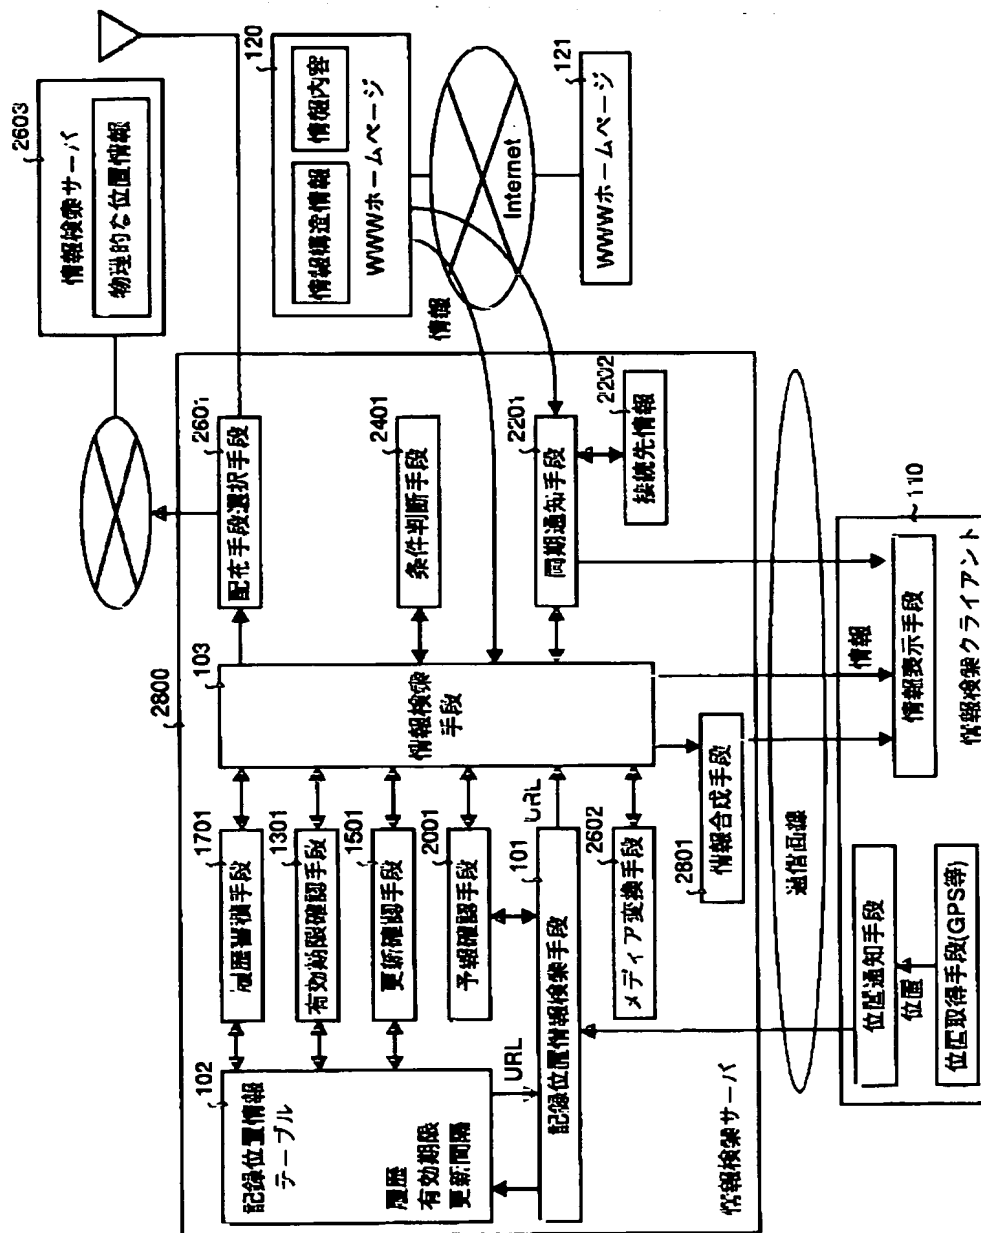 2603
情報検索サーバ
物理的な位置情報
120
情報構造情報
情報内容
WWWホームページ
Internet
121
WWWホームページ
情報
2800
2601
配布手段選択手段
2401
条件判断手段
2201
同期通知手段
2202
接続先情報
103
情報検索
手段
1701
履歴蓄積手段
1301
有効期限確認手段
1501
更新確認手段
2001
予報確認手段
URL
101
記録位置情報検索手段
2602
メディア変換手段
2801
情報合成手段
102
記録位置情報
テーブル
履歴
有効期限
更新間隔
URL
情報検索サーバ
通信回線
110
情報
情報表示手段
情報検索クライアント
位置通知手段
位置
位置取得手段(GPS等)